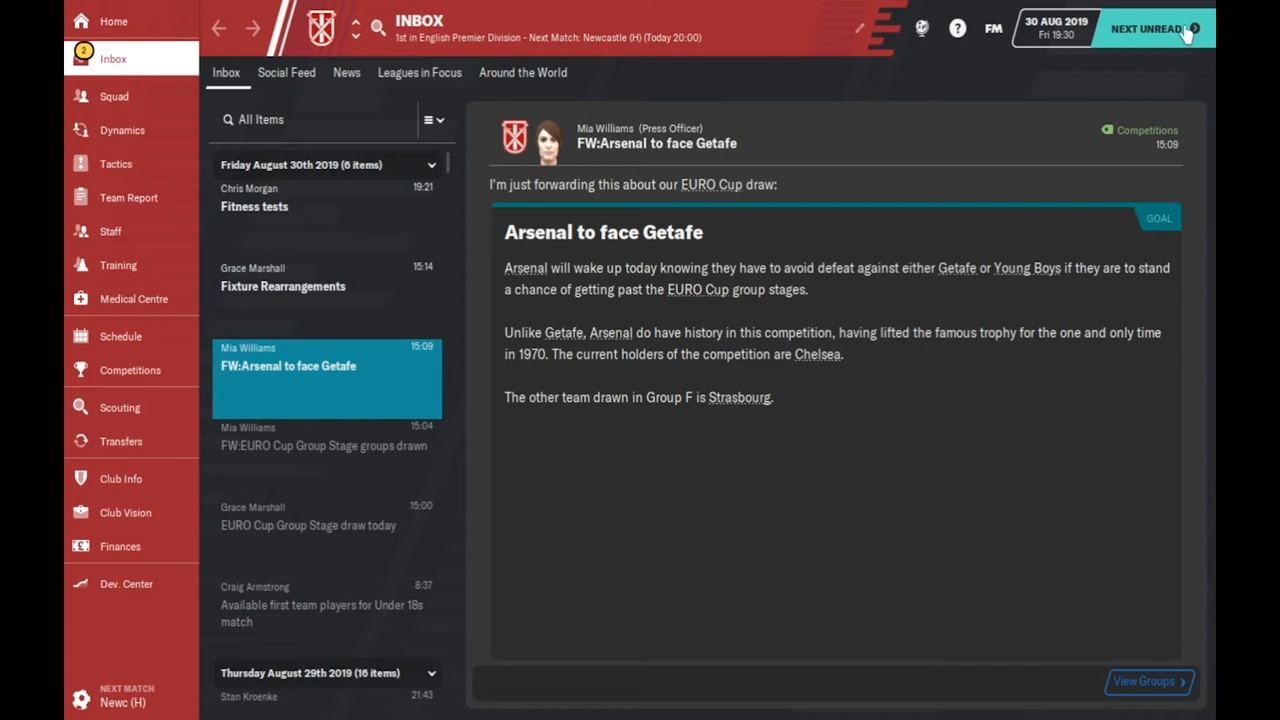 Home
2
Inbox
Squad
Dynamics
Tactics
Team Report
Staff
Training
Medical Centre
Schedule
Competitions
Scouting
Transfers
Club Info
Club Vision
Finances
Dev. Center
NEXT MATCH
Newc (H)
INBOX
1st in English Premier Division - Next Match: Newcastle (H) (Today 20:00)
?
FM
30 AUG 2019
Fri 19:30
NEXT UNREAD
Inbox
Social Feed
News
Leagues in Focus
Around the World
All Items
Friday August 30th 2019 (6 items)
Chris Morgan 19:21
Fitness tests
Grace Marshall 15:14
Fixture Rearrangements
Mia Williams 15:09
FW:Arsenal to face Getafe
Mia Williams 15:04
FW:EURO Cup Group Stage groups drawn
Grace Marshall 15:00
EURO Cup Group Stage draw today
Craig Armstrong 8:37
Available first team players for Under 18s
match
Thursday August 29th 2019 (16 items)
Stan Kroenke 21:43
Mia Williams (Press Officer)
FW:Arsenal to face Getafe
Competitions
15:09
I'm just forwarding this about our EURO Cup draw:
GOAL
Arsenal to face Getafe
Arsenal will wake up today knowing they have to avoid defeat against either Getafe or Young Boys if they are to stand
a chance of getting past the EURO Cup group stages.
Unlike Getafe, Arsenal do have history in this competition, having lifted the famous trophy for the one and only time
in 1970. The current holders of the competition are Chelsea.
The other team drawn in Group F is Strasbourg.
View Groups